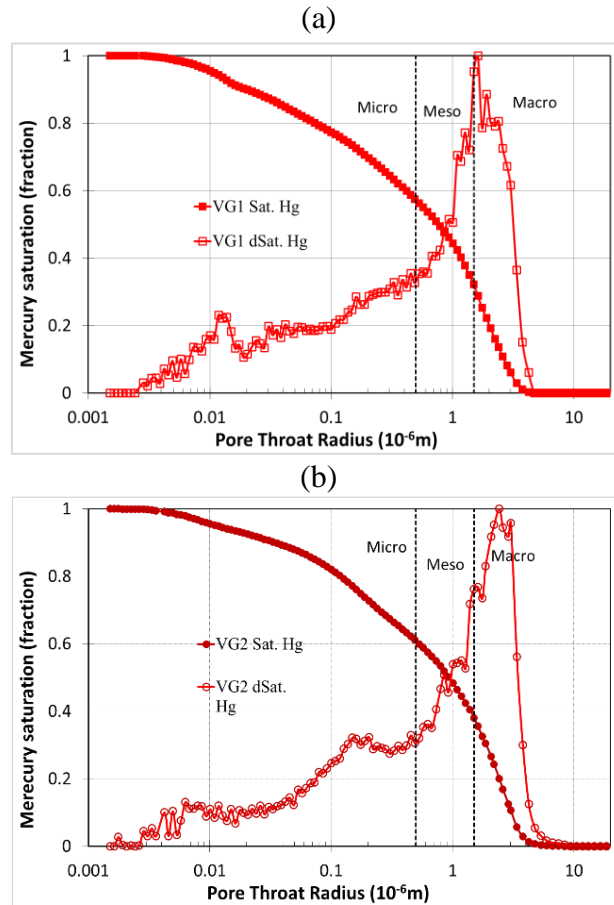 (a)
Mercury saturation (fraction)
1
0.8
0.6
0.4
0.2
0
Micro
Meso
Macro
VG1 Sat. Hg
VG1 dSat. Hg
0.001
0.01
0.1
1
10
Pore Throat Radius (10⁻⁶m)
(b)
Merecury saturation (fraction)
1
0.8
0.6
0.4
0.2
0
Micro
Meso
Macro
VG2 Sat. Hg
VG2 dSat.
Hg
0.001
0.01
0.1
1
10
Pore Throat Radius (10⁻⁶m)